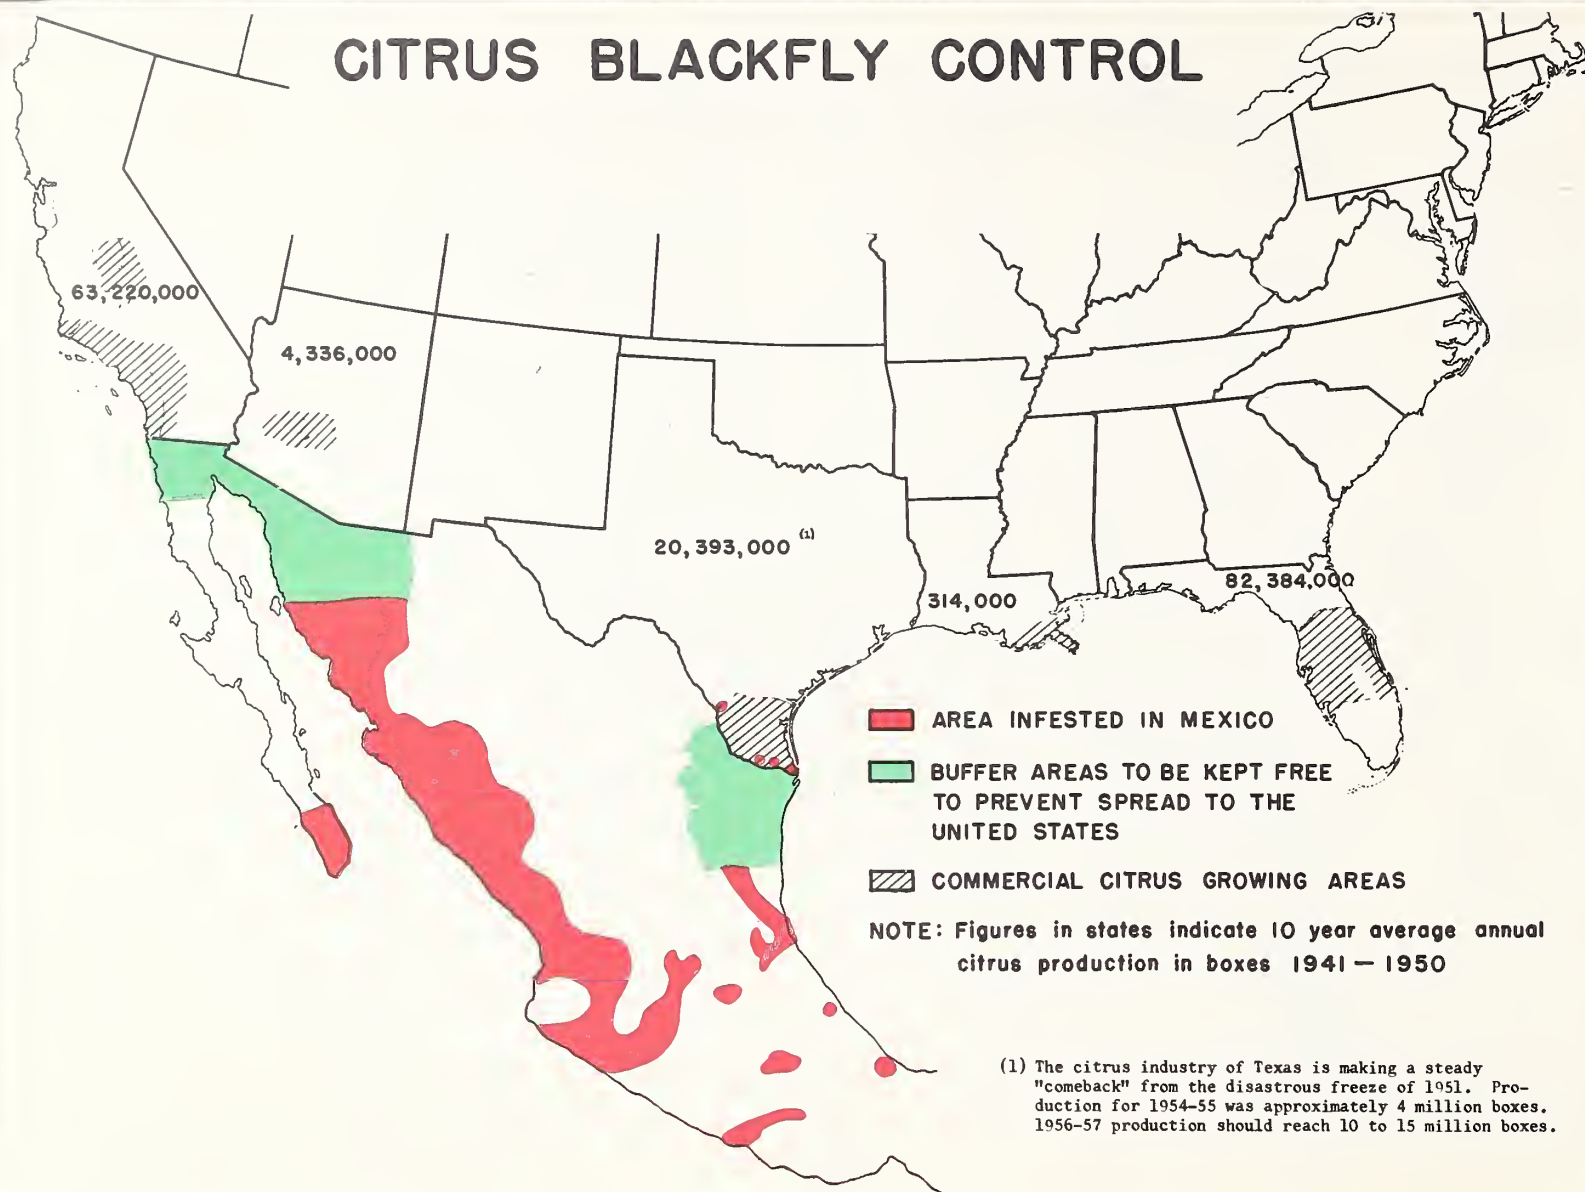 CITRUS BLACKFLY CONTROL
63,220,000
4,336,000
20,393,000 (1)
314,000
82,384,000
AREA INFESTED IN MEXICO
BUFFER AREAS TO BE KEPT FREE
TO PREVENT SPREAD TO THE
UNITED STATES
COMMERCIAL CITRUS GROWING AREAS
NOTE: Figures in states indicate 10 year average annual
citrus production in boxes 1941 — 1950
(1) The citrus industry of Texas is making a steady
"comeback" from the disastrous freeze of 1951. Pro-
duction for 1954-55 was approximately 4 million boxes.
1956-57 production should reach 10 to 15 million boxes.